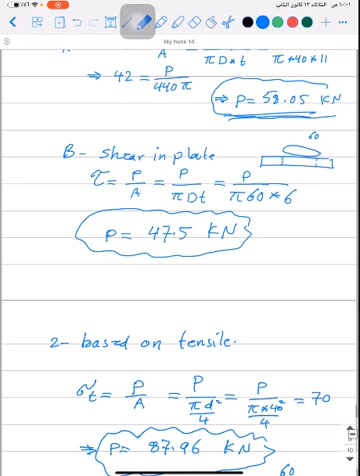 ١٠:٠١ ص الثلاثاء ١٢ كانون الثاني
My Note 14
A πD*t π*40*11
⇒ 42 = P / 440π
⇒ P = 58.05 KN
60
B - shear in plate
τ = P/A = P/πDt = P/π60*6
P = 47.5 KN
2- based on tensile.
σt = P/A = P/(πd²/4) = P/(π*40²/4) = 70
⇒ P = 87.96 KN
60
10